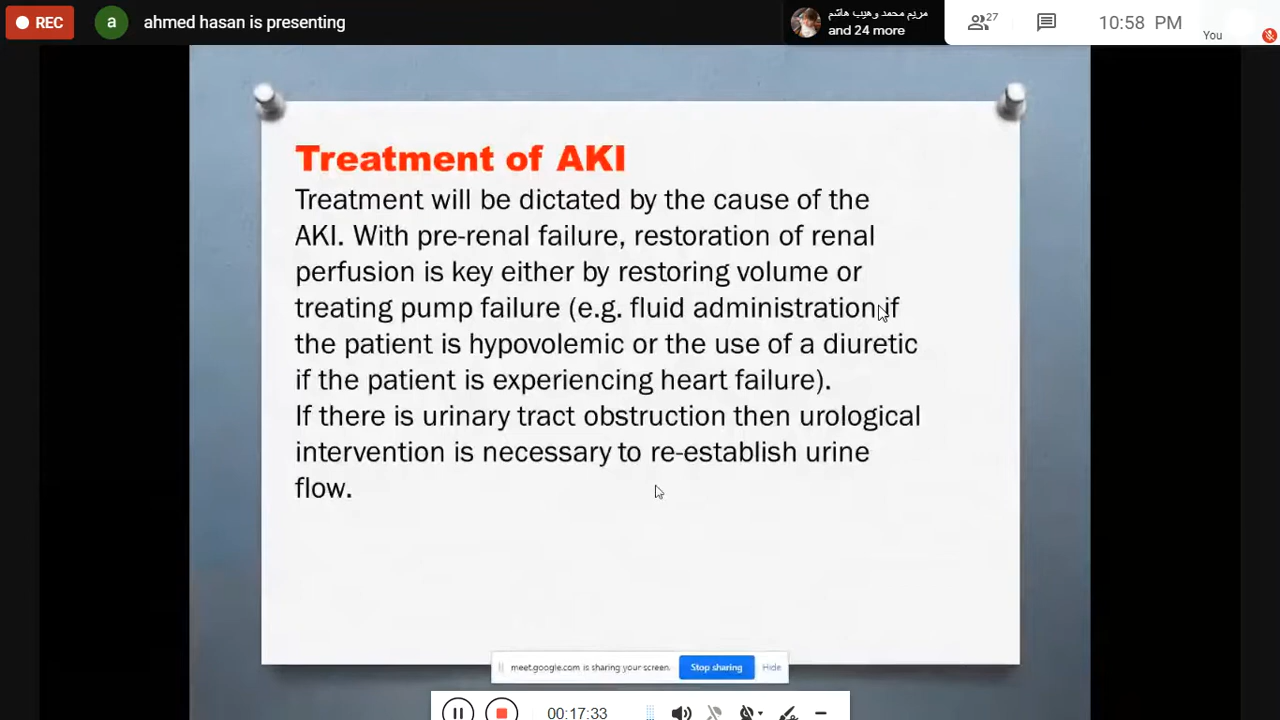 REC
a
ahmed hasan is presenting
مريم محمد وهيب هاشم
and 24 more
27
10:58 PM
You
Treatment of AKI
Treatment will be dictated by the cause of the
AKI. With pre-renal failure, restoration of renal
perfusion is key either by restoring volume or
treating pump failure (e.g. fluid administration if
the patient is hypovolemic or the use of a diuretic
if the patient is experiencing heart failure).
If there is urinary tract obstruction then urological
intervention is necessary to re-establish urine
flow.
meet.google.com is sharing your screen.
Stop sharing
Hide
00:17:33